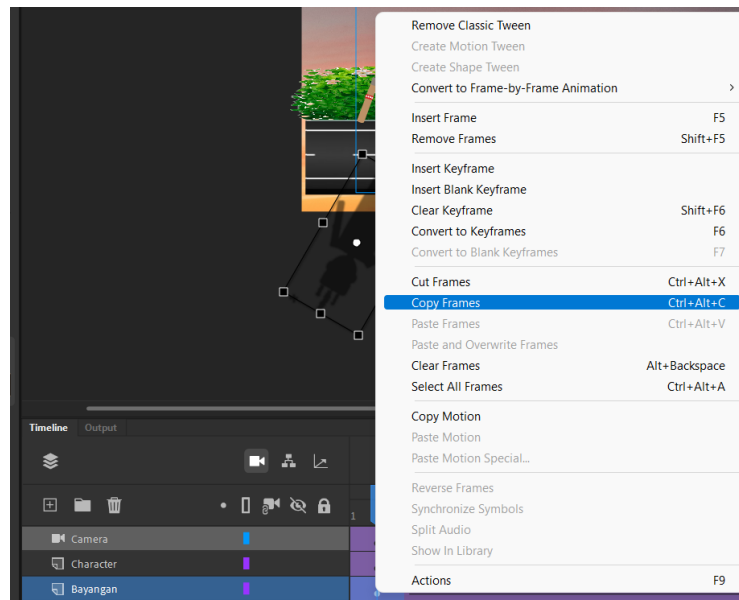 Remove Classic Tween
Create Motion Tween
Create Shape Tween
Convert to Frame-by-Frame Animation
Insert Frame F5
Remove Frames Shift+F5
Insert Keyframe
Insert Blank Keyframe
Clear Keyframe Shift+F6
Convert to Keyframes F6
Convert to Blank Keyframes F7
Cut Frames Ctrl+Alt+X
Copy Frames Ctrl+Alt+C
Paste Frames Ctrl+Alt+V
Paste and Overwrite Frames
Clear Frames Alt+Backspace
Select All Frames Ctrl+Alt+A
Copy Motion
Paste Motion
Paste Motion Special...
Reverse Frames
Synchronize Symbols
Split Audio
Show In Library
Actions F9
Timeline Output
1
Camera
Character
Bayangan